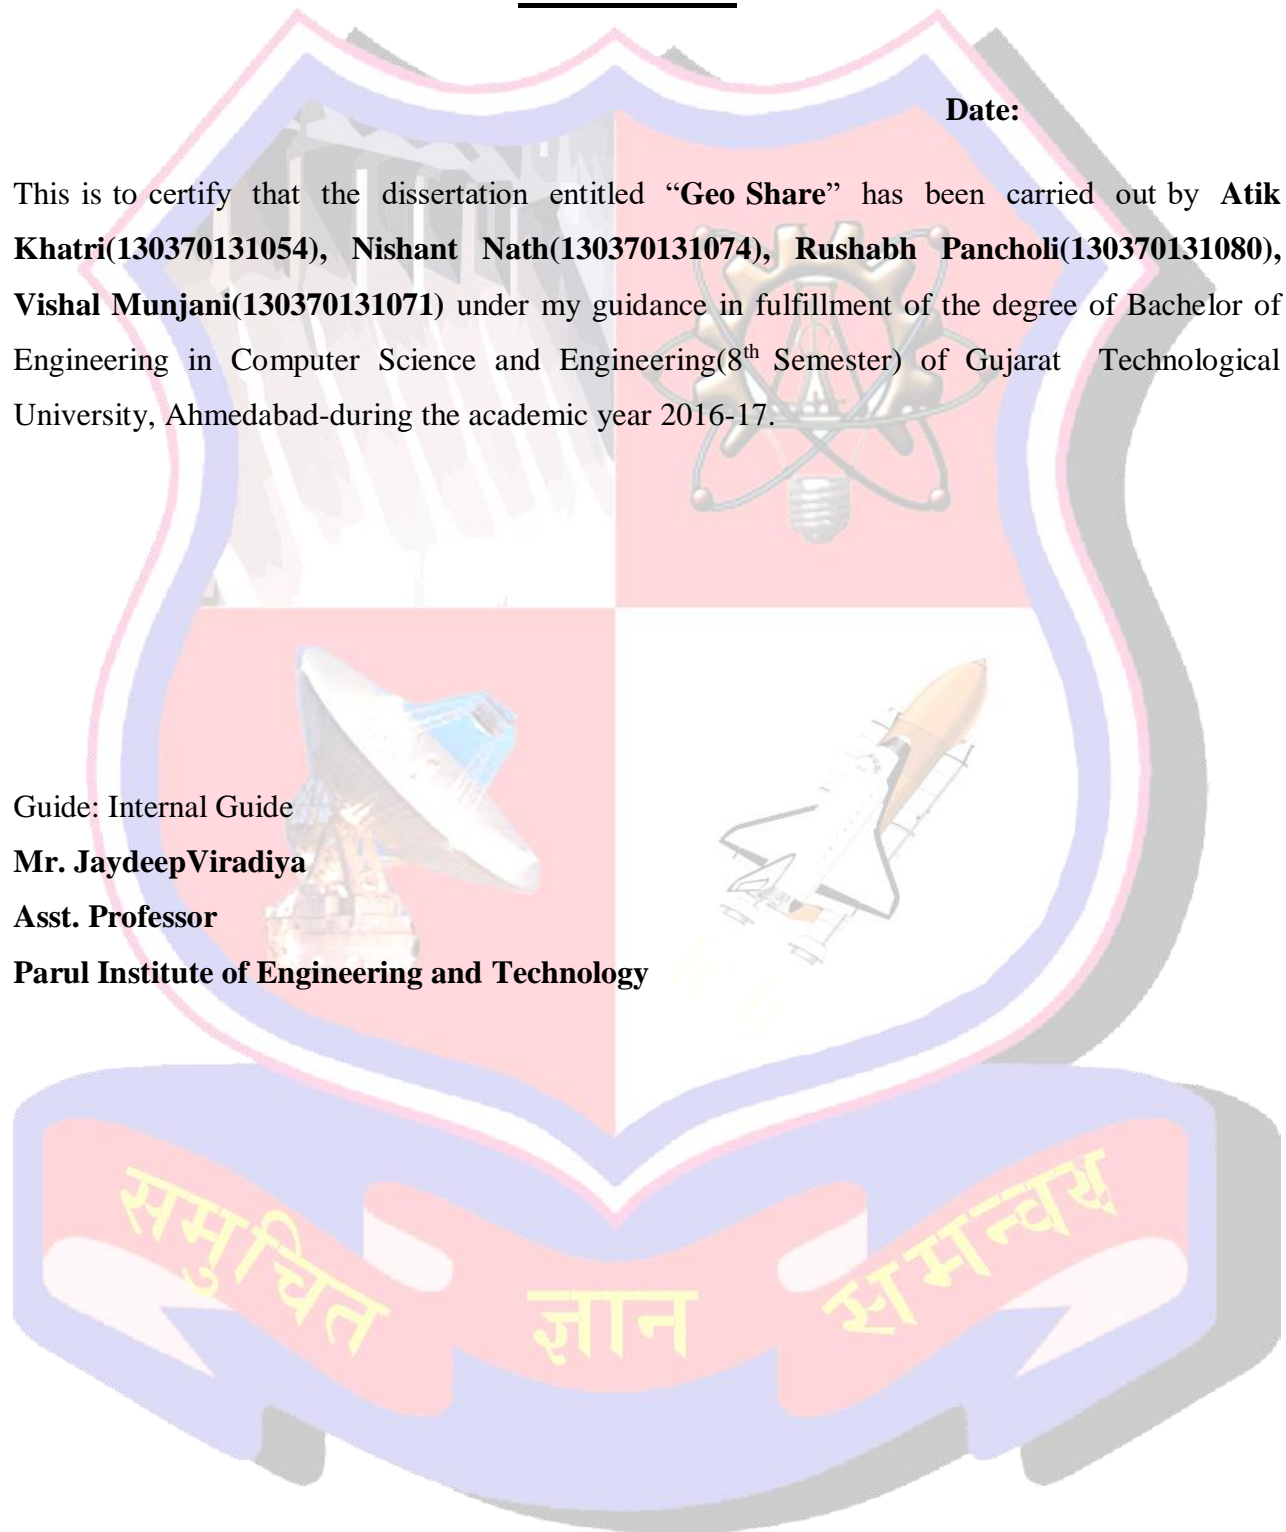 Date:
This is to certify that the dissertation entitled “Geo Share” has been carried out by Atik
Khatri(130370131054), Nishant Nath(130370131074), Rushabh Pancholi(130370131080),
Vishal Munjani(130370131071) under my guidance in fulfillment of the degree of Bachelor of
Engineering in Computer Science and Engineering(8th Semester) of Gujarat Technological
University, Ahmedabad-during the academic year 2016-17.
Guide: Internal Guide
Mr. JaydeepViradiya
Asst. Professor
Parul Institute of Engineering and Technology
समुचित ज्ञान समन्वय